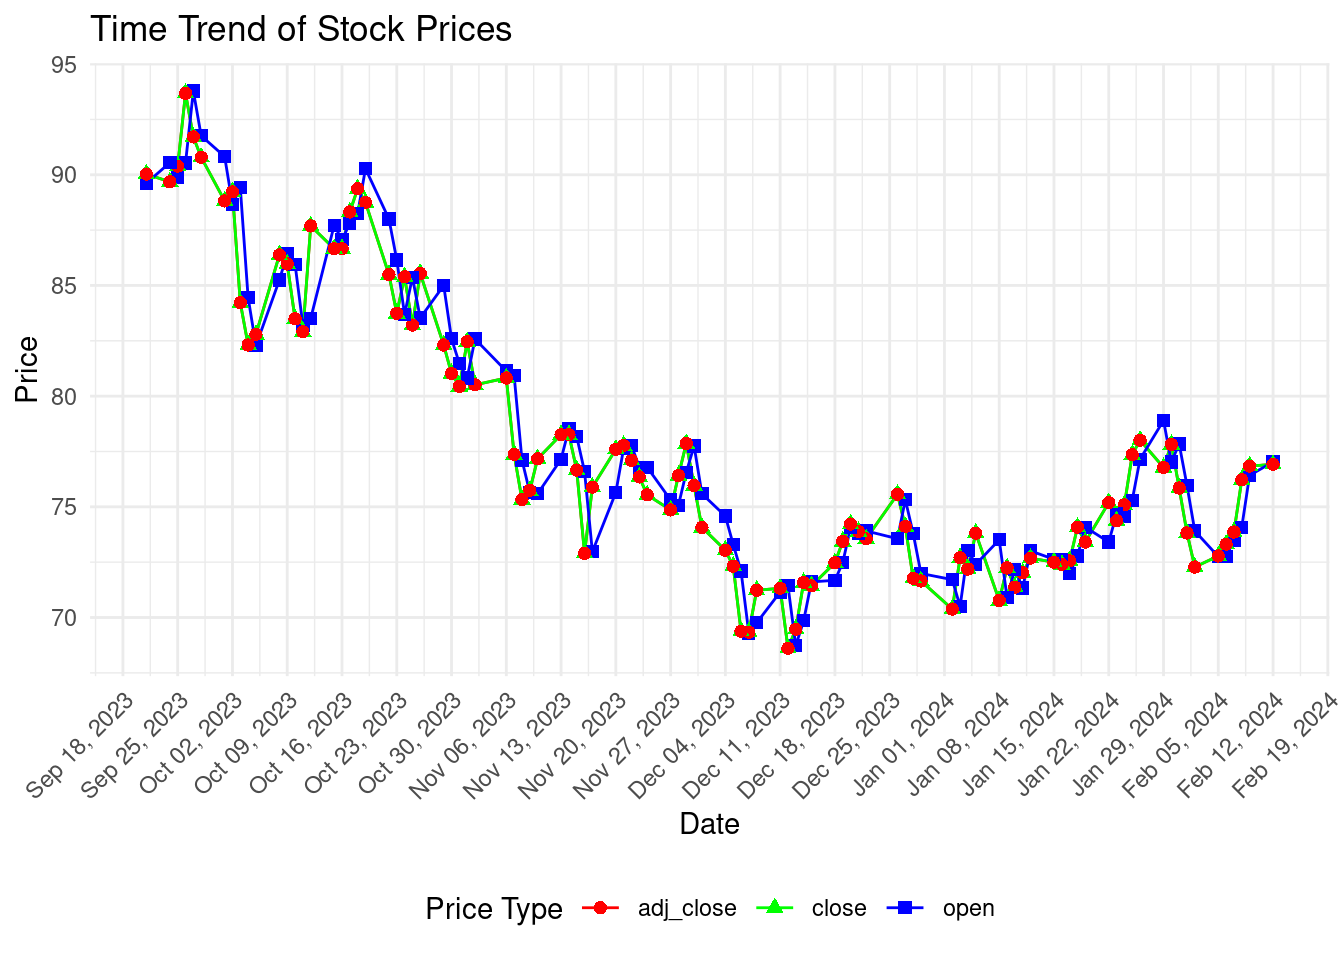 Time Trend of Stock Prices
95
90
85
80
75
70
Price
Sep 18, 2023
Sep 25, 2023
Oct 02, 2023
Oct 09, 2023
Oct 16, 2023
Oct 23, 2023
Oct 30, 2023
Nov 06, 2023
Nov 13, 2023
Nov 20, 2023
Nov 27, 2023
Dec 04, 2023
Dec 11, 2023
Dec 18, 2023
Dec 25, 2023
Jan 01, 2024
Jan 08, 2024
Jan 15, 2024
Jan 22, 2024
Jan 29, 2024
Feb 05, 2024
Feb 12, 2024
Feb 19, 2024
Date
Price Type adj_close close open